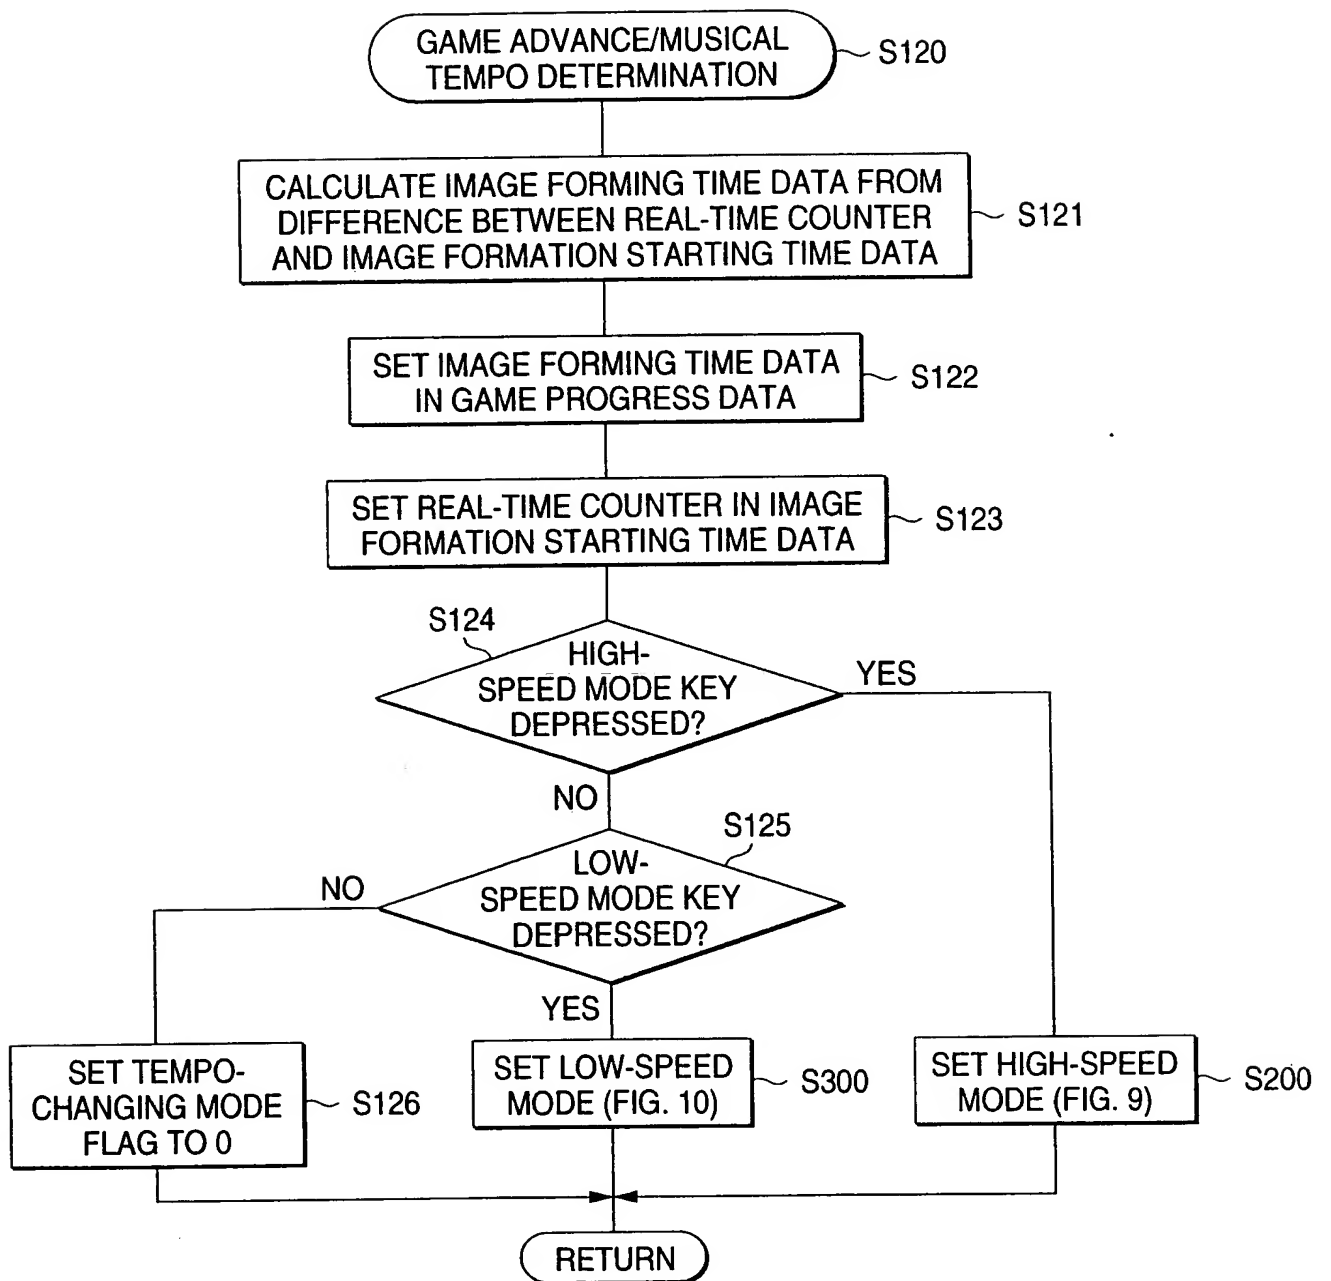 GAME ADVANCE/MUSICAL
TEMPO DETERMINATION
S120
CALCULATE IMAGE FORMING TIME DATA FROM
DIFFERENCE BETWEEN REAL-TIME COUNTER
AND IMAGE FORMATION STARTING TIME DATA
S121
SET IMAGE FORMING TIME DATA
IN GAME PROGRESS DATA
S122
SET REAL-TIME COUNTER IN IMAGE
FORMATION STARTING TIME DATA
S123
S124
HIGH-
SPEED MODE KEY
DEPRESSED?
YES
NO
S125
LOW-
SPEED MODE KEY
DEPRESSED?
NO
YES
SET TEMPO-
CHANGING MODE
FLAG TO 0
S126
SET LOW-SPEED
MODE (FIG. 10)
S300
SET HIGH-SPEED
MODE (FIG. 9)
S200
RETURN